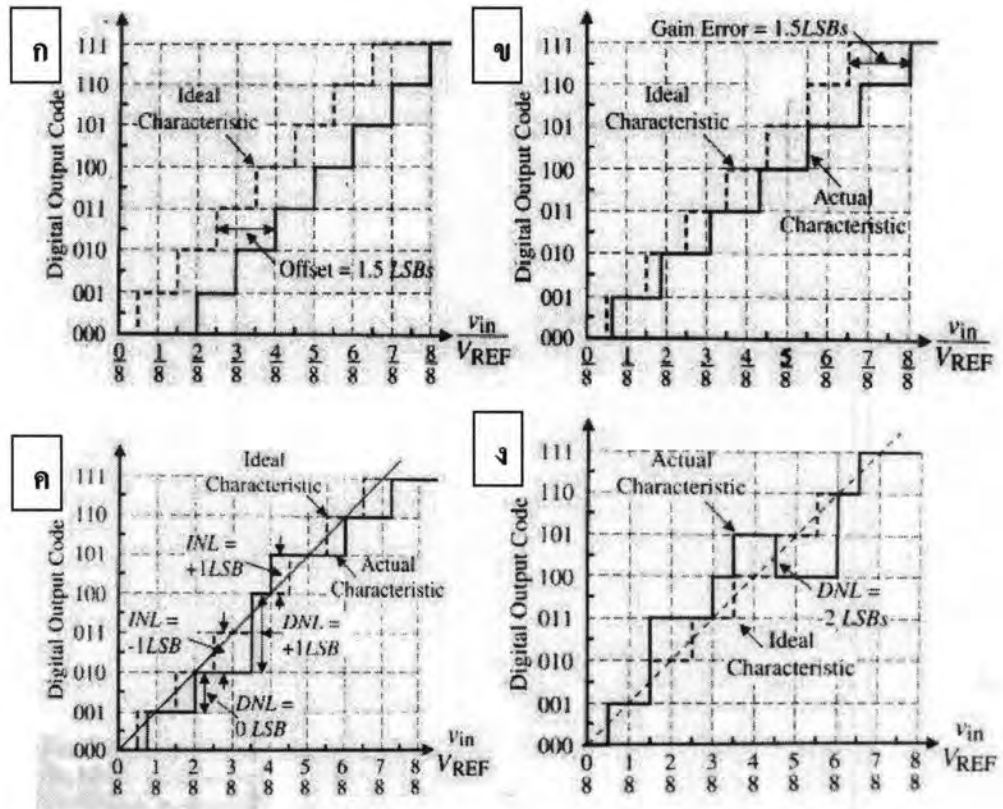 ก
Digital Output Code
111
110
101
100
011
010
001
000
Ideal
Characteristic
Offset = 1.5 LSBs
0/8 1/8 2/8 3/8 4/8 5/8 6/8 7/8 8/8
vin/VREF
ข
Digital Output Code
111
110
101
100
011
010
001
000
Gain Error = 1.5LSBs
Ideal
Characteristic
Actual
Characteristic
0/8 1/8 2/8 3/8 4/8 5/8 6/8 7/8 8/8
vin/VREF
ค
Digital Output Code
111
110
101
100
011
010
001
000
Ideal
Characteristic
INL =
+1LSB
Actual
Characteristic
INL =
-1LSB
DNL =
+1LSB
DNL =
0 LSB
0/8 1/8 2/8 3/8 4/8 5/8 6/8 7/8 8/8
vin/VREF
ง
Digital Output Code
111
110
101
100
011
010
001
000
Actual
Characteristic
DNL =
-2 LSBs
Ideal
Characteristic
0/8 1/8 2/8 3/8 4/8 5/8 6/8 7/8 8/8
vin/VREF